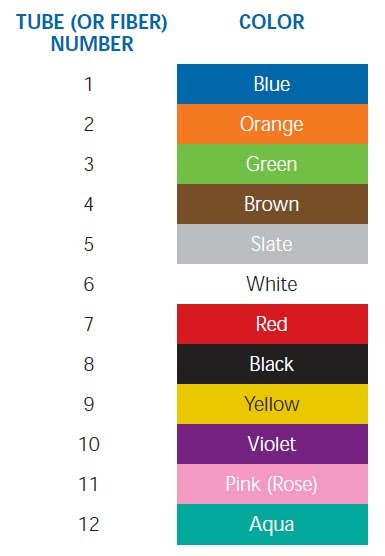 TUBE (OR FIBER) COLOR
NUMBER
1 Blue
2 Orange
3 Green
4 Brown
5 Slate
6 White
7 Red
8 Black
9 Yellow
10 Violet
11 Pink (Rose)
12 Aqua